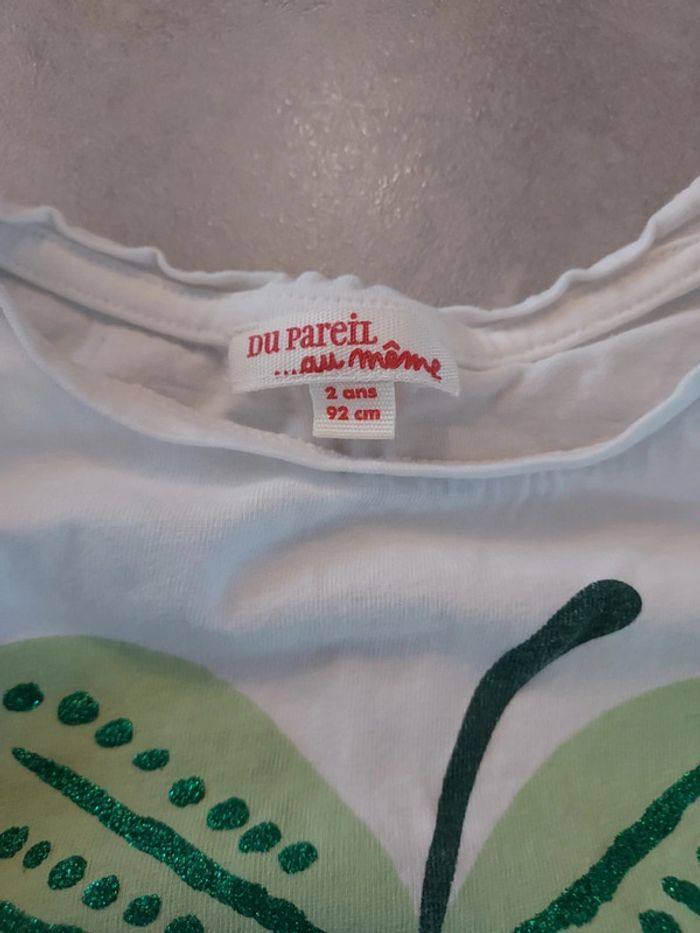 DU PaReIL
...au même
2 ans
92 cm